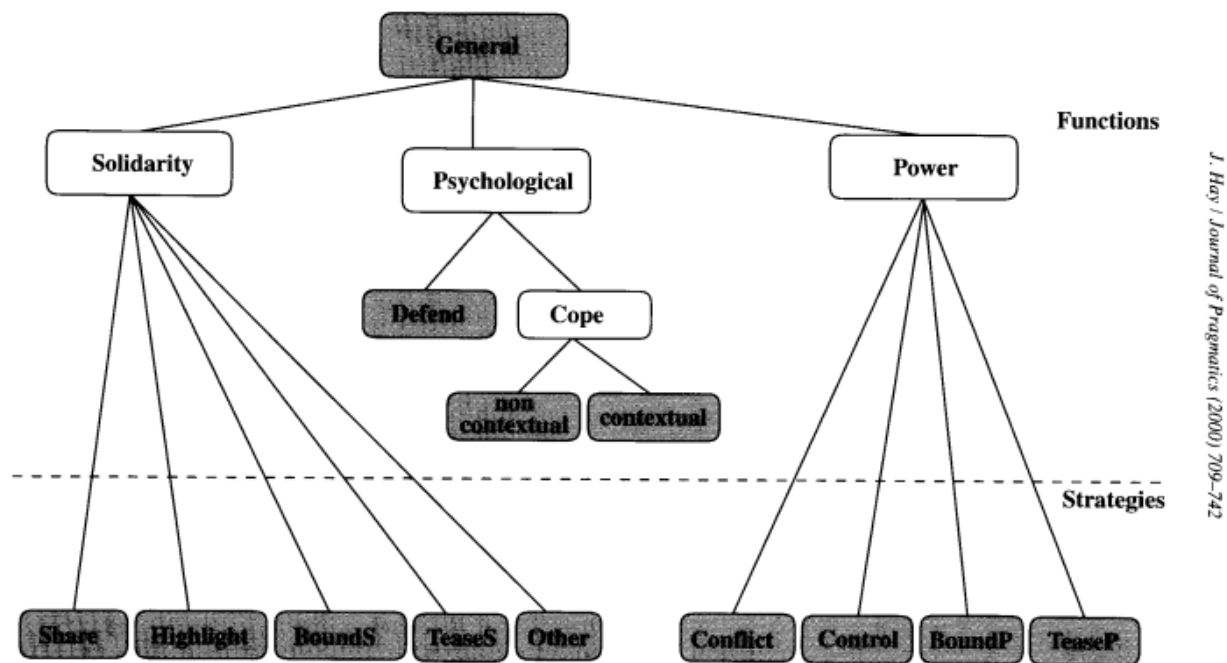 General
Functions
Solidarity
Psychological
Power
Defend
Cope
non
contextual
contextual
Strategies
Share
Highlight
BoundS
TeaseS
Other
Conflict
Control
BoundP
TeaseP
J. Hay / Journal of Pragmatics (2000) 709–742